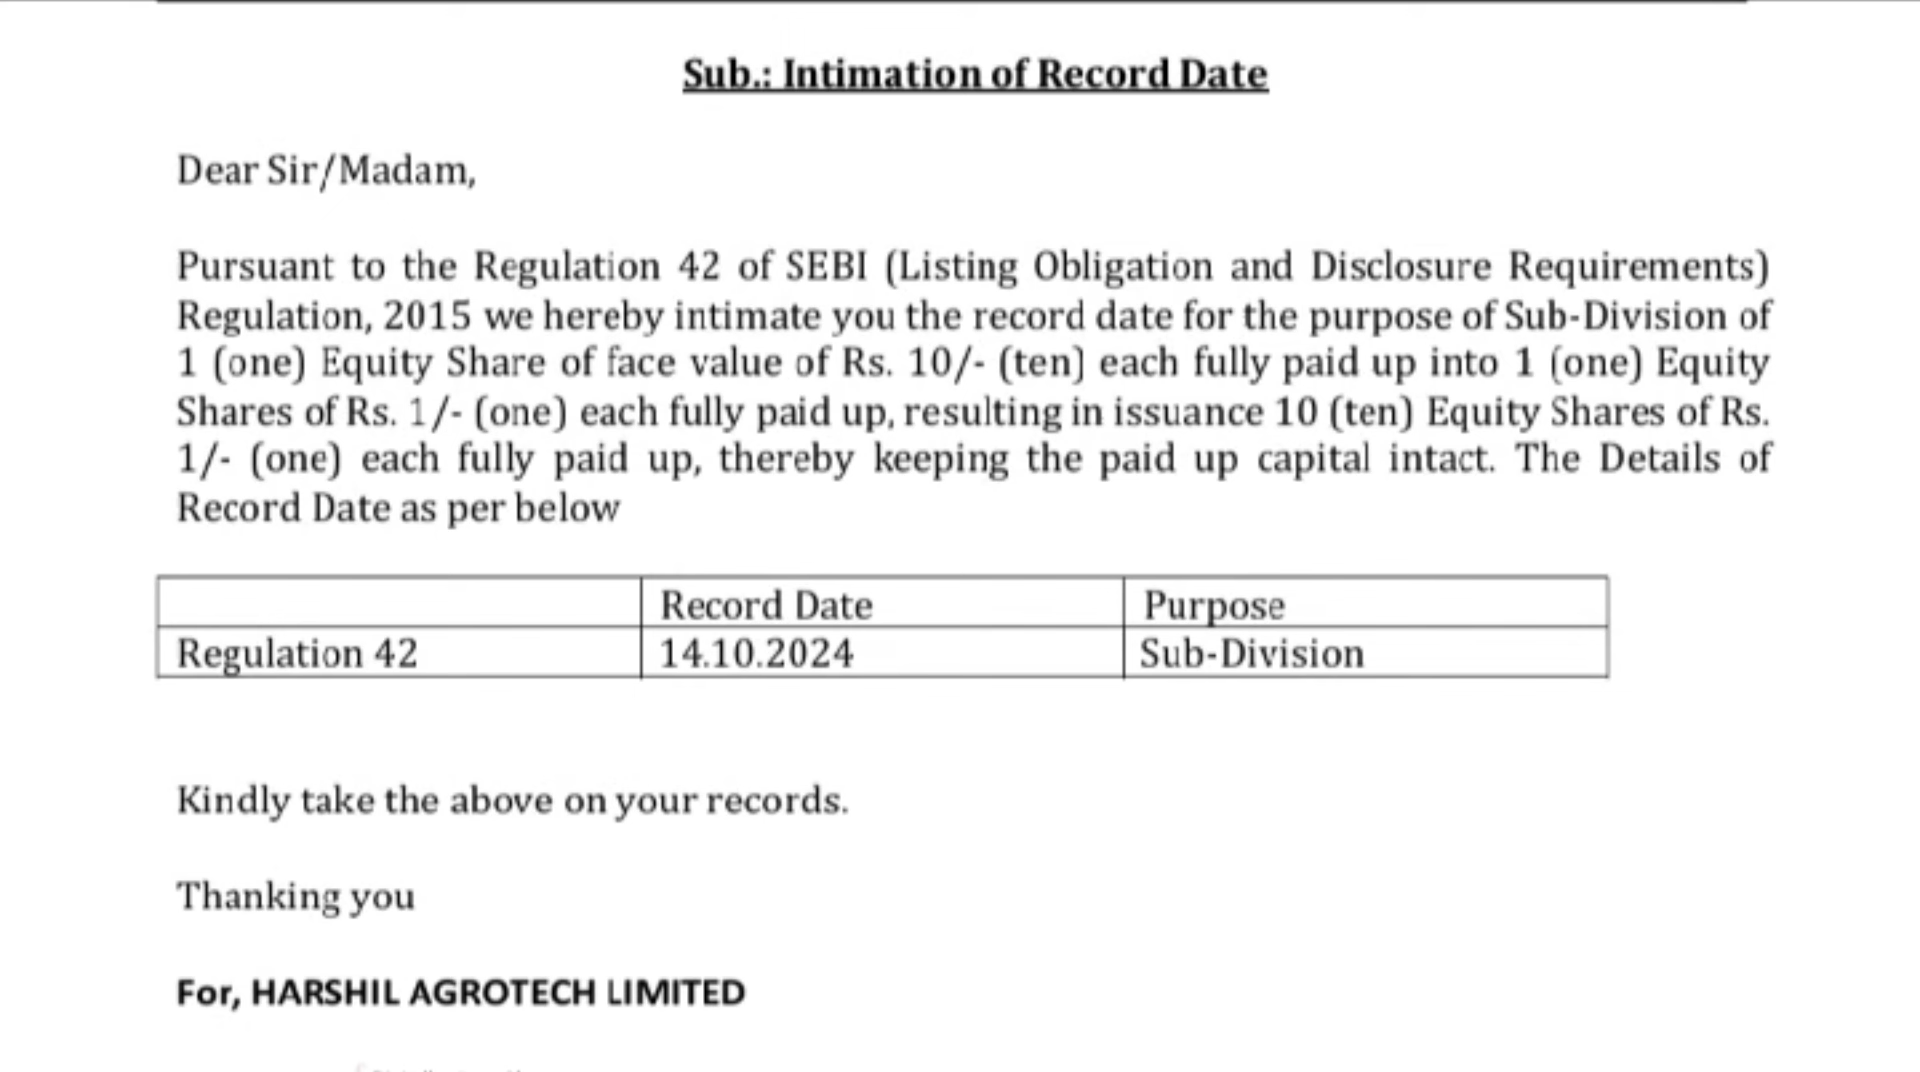 Sub.: Intimation of Record Date
Dear Sir/Madam,
Pursuant to the Regulation 42 of SEBI (Listing Obligation and Disclosure Requirements)
Regulation, 2015 we hereby intimate you the record date for the purpose of Sub-Division of
1 (one) Equity Share of face value of Rs. 10/- (ten) each fully paid up into 1 (one) Equity
Shares of Rs. 1/- (one) each fully paid up, resulting in issuance 10 (ten) Equity Shares of Rs.
1/- (one) each fully paid up, thereby keeping the paid up capital intact. The Details of
Record Date as per below
Record Date Purpose
Regulation 42 14.10.2024 Sub-Division
Kindly take the above on your records.
Thanking you
For, HARSHIL AGROTECH LIMITED